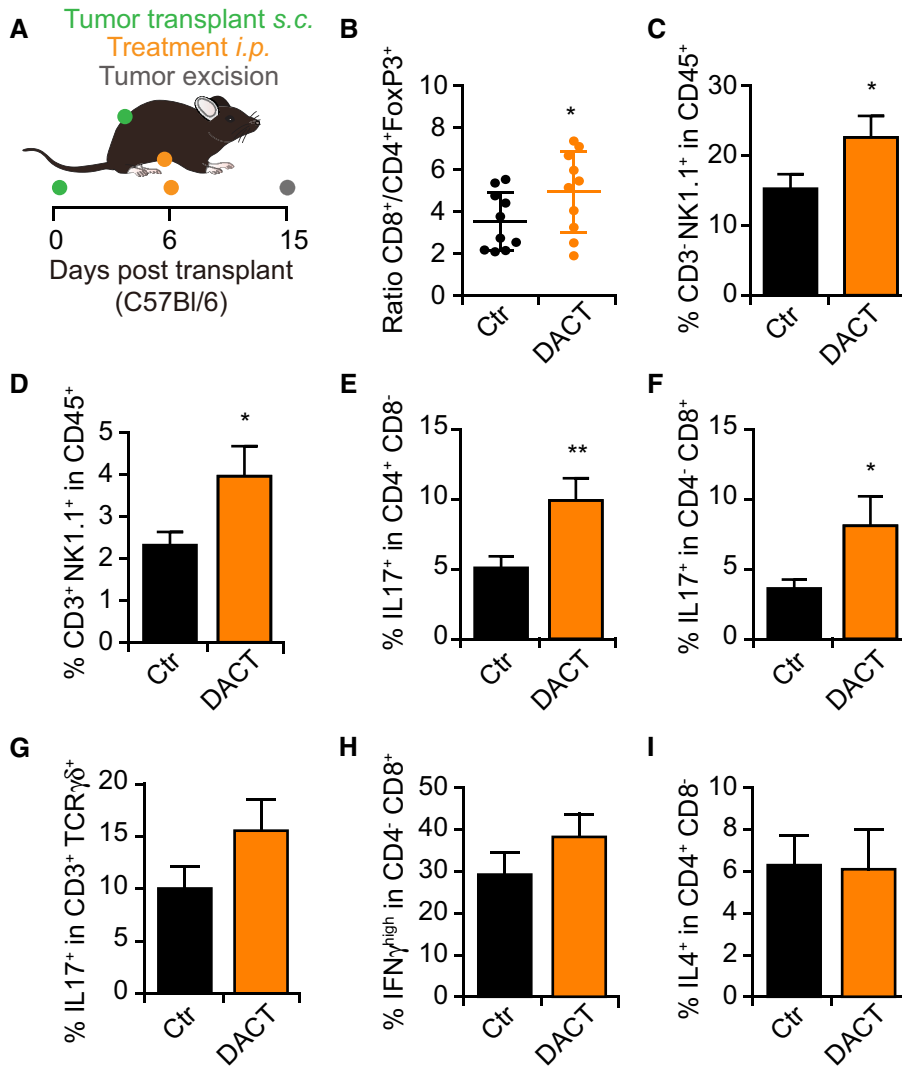 A
Tumor transplant s.c.
Treatment i.p.
Tumor excision
0 6 15
Days post transplant
(C57Bl/6)
B
Ratio CD8+/CD4+FoxP3+
10
8
6
4
2
0
*
Ctr DACT
C
% CD3- NK1.1+ in CD45+
30
20
10
0
*
Ctr DACT
D
% CD3+ NK1.1+ in CD45+
5
4
3
2
1
0
*
Ctr DACT
E
% IL17+ in CD4+ CD8-
15
10
5
0
**
Ctr DACT
F
% IL17+ in CD4- CD8+
15
10
5
0
*
Ctr DACT
G
% IL17+ in CD3+ TCRγδ+
20
15
10
5
0
Ctr DACT
H
% IFNγhigh in CD4- CD8+
50
40
30
20
10
0
Ctr DACT
I
% IL4+ in CD4+ CD8-
10
8
6
4
2
0
Ctr DACT